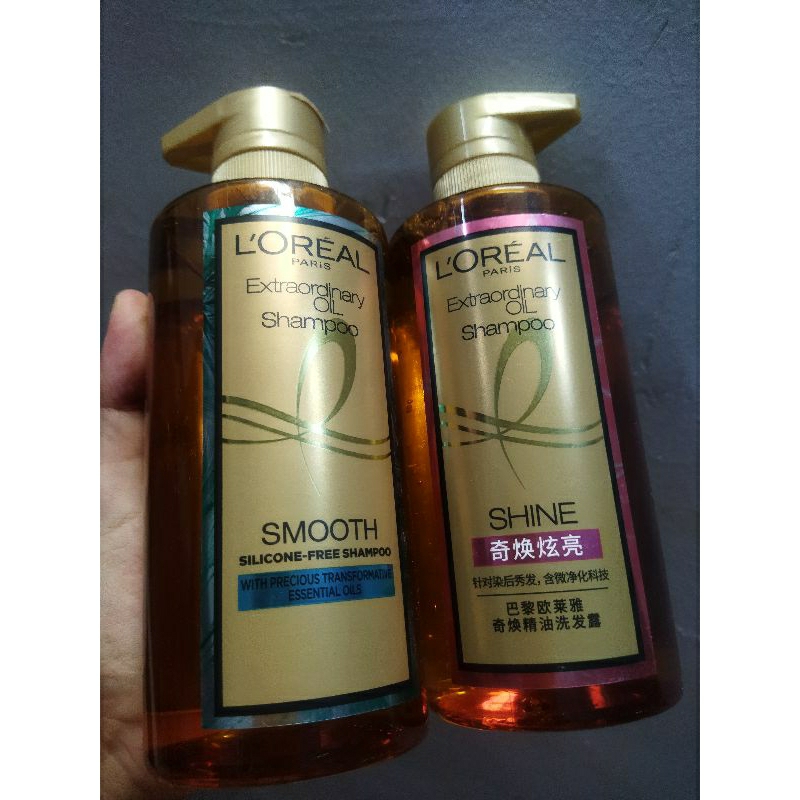 L'ORÉAL
PARIS
Extraordinary
OIL
Shampoo
SMOOTH
SILICONE-FREE SHAMPOO
WITH PRECIOUS TRANSFORMATIVE
ESSENTIAL OILS
L'ORÉAL
PARIS
Extraordinary
OIL
Shampoo
SHINE
奇焕炫亮
针对染后秀发,含微净化科技
巴黎欧莱雅
奇焕精油洗发露